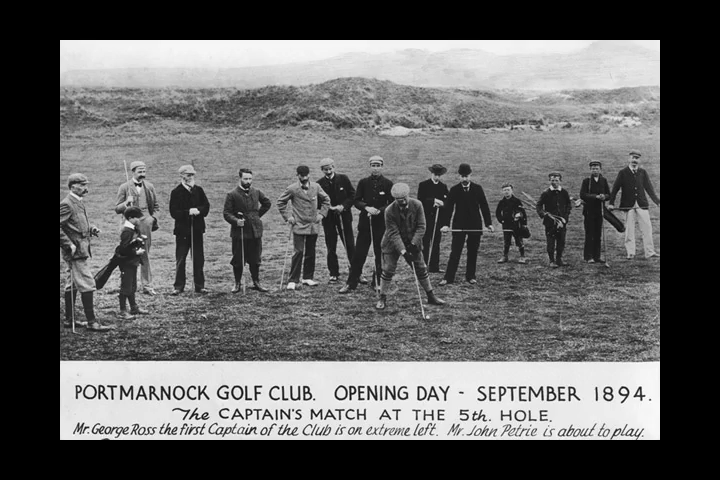 PORTMARNOCK GOLF CLUB. OPENING DAY - SEPTEMBER 1894.
The CAPTAIN'S MATCH AT THE 5th. HOLE.
Mr. George Ross the first Captain of the Club is on extreme left. Mr. John Petrie is about to play.